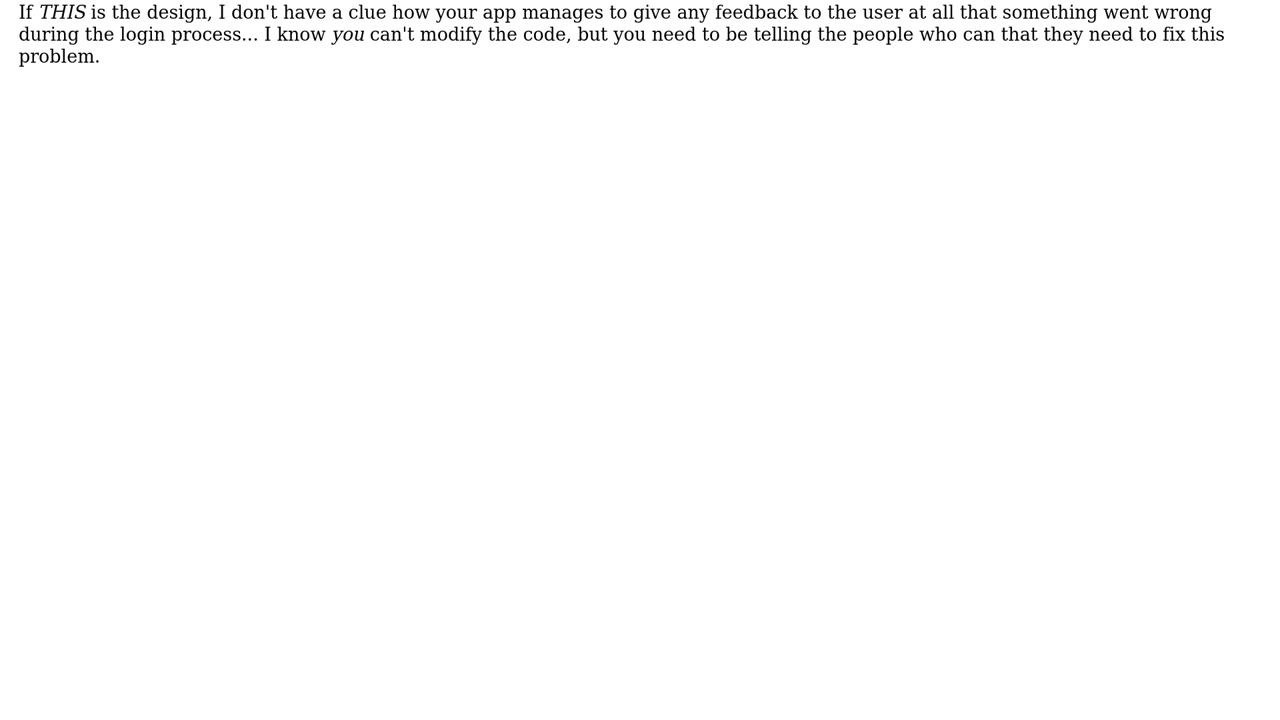 If THIS is the design, I don't have a clue how your app manages to give any feedback to the user at all that something went wrong
during the login process... I know you can't modify the code, but you need to be telling the people who can that they need to fix this
problem.